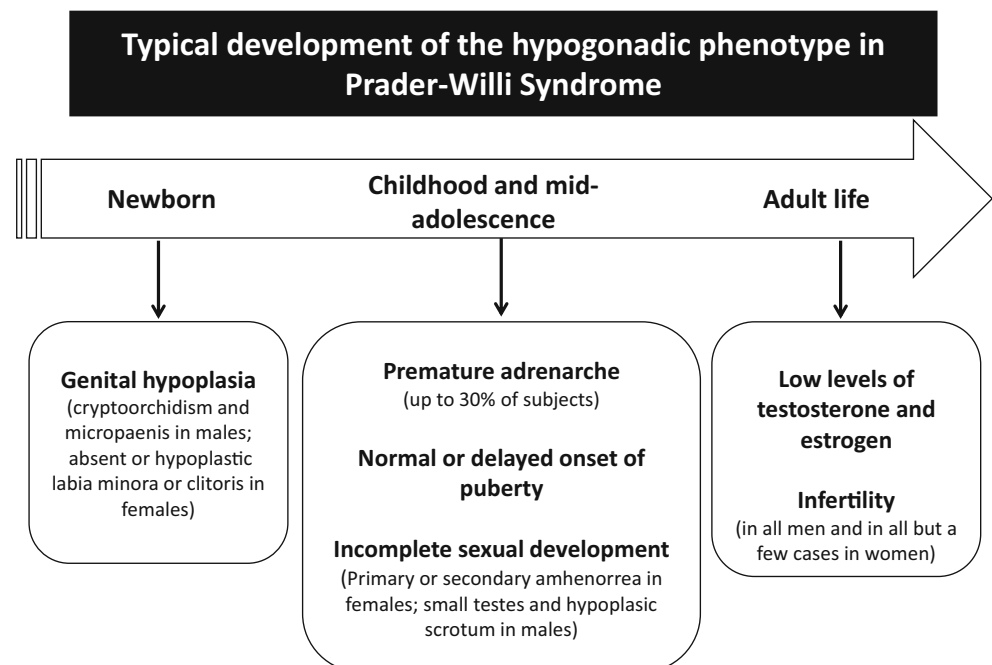 Typical development of the hypogonadic phenotype in
Prader-Willi Syndrome
Newborn
Childhood and mid-
adolescence
Adult life
Genital hypoplasia
(cryptoorchidism and
micropaenis in males;
absent or hypoplastic
labia minora or clitoris in
females)
Premature adrenarche
(up to 30% of subjects)
Normal or delayed onset of
puberty
Incomplete sexual development
(Primary or secondary amhenorrea in
females; small testes and hypoplasic
scrotum in males)
Low levels of
testosterone and
estrogen
Infertility
(in all men and in all but a
few cases in women)